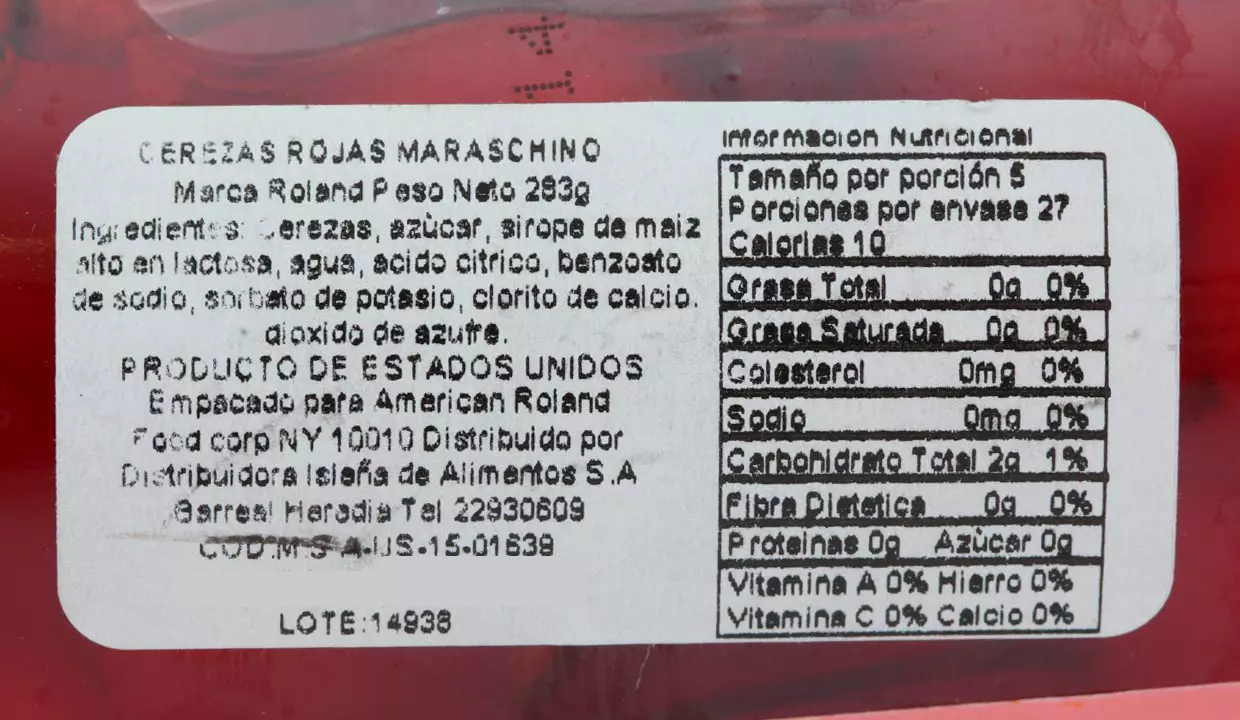 CEREZAS ROJAS MARASCHINO
Marca Roland Peso Neto 283g
Ingredientes: Cerezas, azùcar, sirope de maiz
alto en lactosa, agua, acido citrico, benzoato
de sodio, sorbato de potasio, clorito de calcio.
dioxido de azufre.
PRODUCTO DE ESTADOS UNIDOS
Empacado para American Roland
Food corp NY 10010 Distribuido por
Distribuidora Isleña de Alimentos S.A
Barreal Heradia Tel 22930609
COD.M.S A-US-15-01639
LOTE:14938
Informacion Nutricional
Tamaño por porción 5
Porciones por envase 27
Calorias 10
Grasa Total 0g 0%
Grasa Saturada 0g 0%
Colesterol 0mg 0%
Sodio 0mg 0%
Carbohidrato Total 2g 1%
Fibra Dietetica 0g 0%
Proteinas 0g Azùcar 0g
Vitamina A 0% Hierro 0%
Vitamina C 0% Calcio 0%